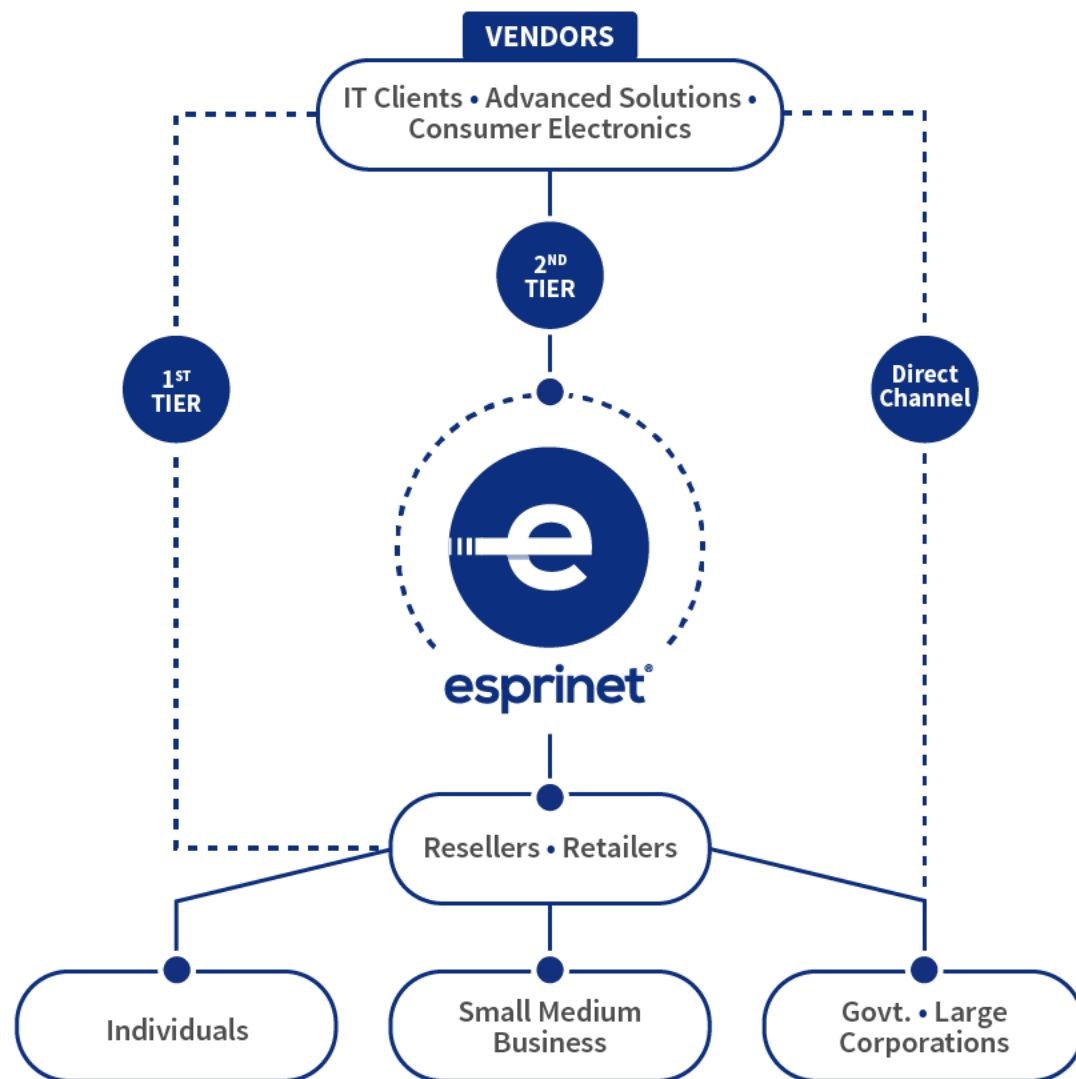 VENDORS
IT Clients • Advanced Solutions •
Consumer Electronics
2ND
TIER
1ST
TIER
Direct
Channel
e
esprinet®
Resellers • Retailers
Individuals
Small Medium
Business
Govt. • Large
Corporations